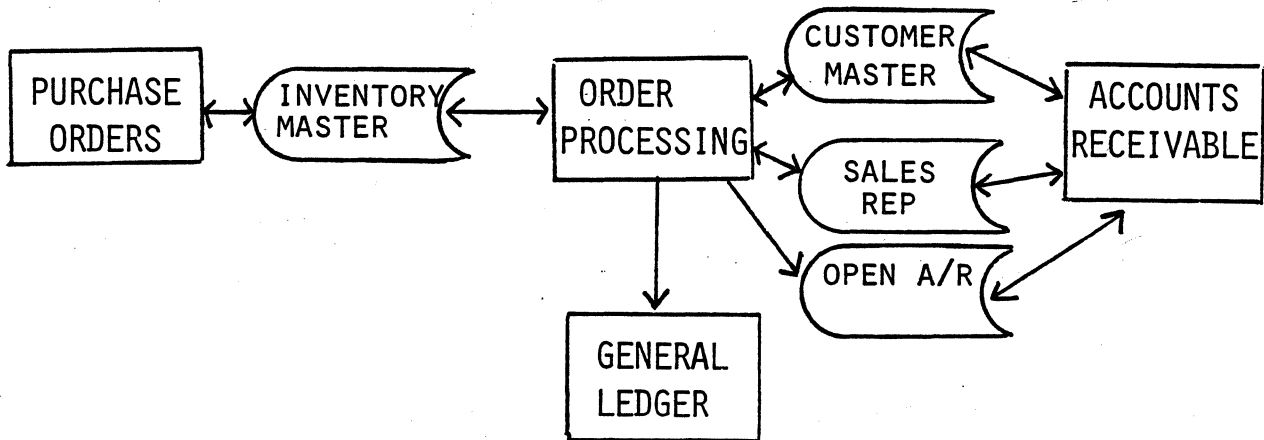 PURCHASE
ORDERS
INVENTORY
MASTER
ORDER
PROCESSING
CUSTOMER
MASTER
SALES
REP
OPEN A/R
ACCOUNTS
RECEIVABLE
GENERAL
LEDGER